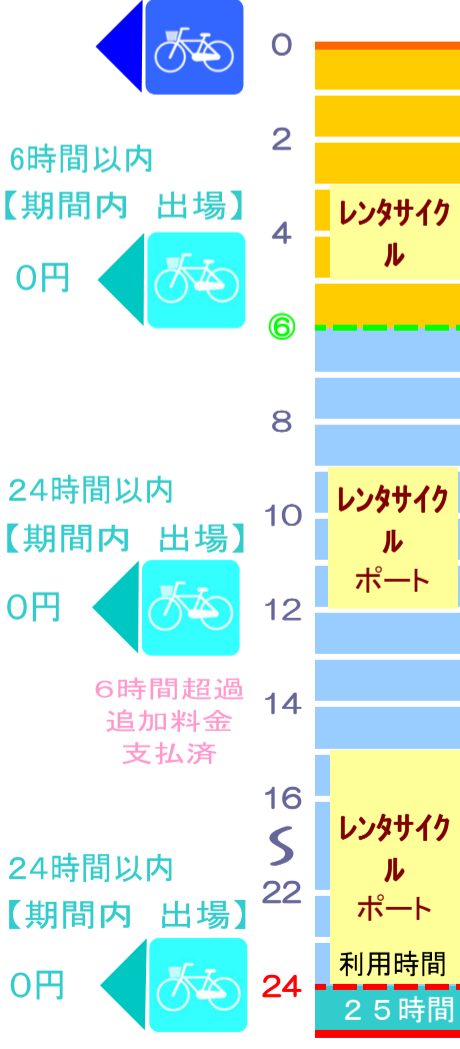 0
2
6時間以内
【期間内 出場】
レンタサイク
ル
4
0円
⑥
8
24時間以内
【期間内 出場】
0円
レンタサイク
ル
ポート
10
12
6時間超過
追加料金
支払済
14
16
S
22
レンタサイク
ル
ポート
利用時間
24時間以内
【期間内 出場】
0円
24
25時間